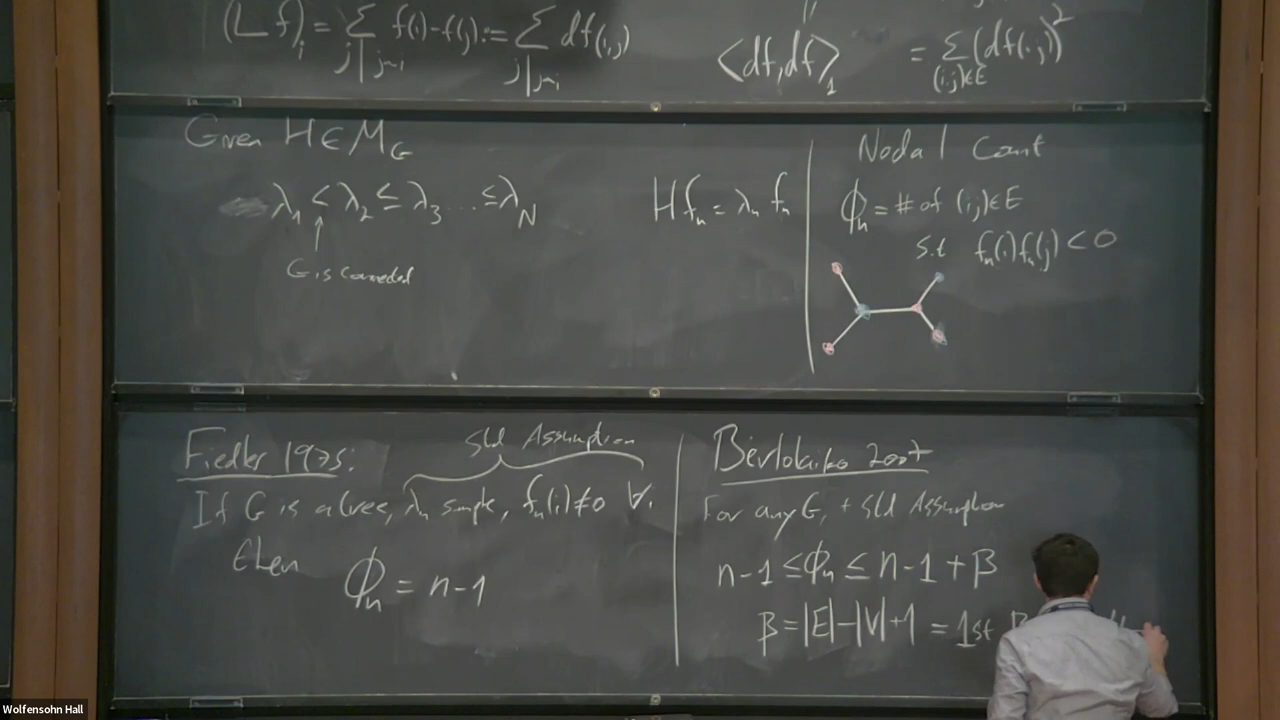 (Lf)_i = Σ_{j|j~i} f(i)-f(j) := Σ_{j|j~i} df(i,j)
<df,df>_1 = Σ_{(i,j)∈E} (df(i,j))^2
Given H∈M_G
λ_1 < λ_2 ≤ λ_3 ... ≤ λ_N
G is connected
H f_n = λ_n f_n
Nodal Count
ϕ_n = # of (i,j)∈E
s.t f_n(i)f_n(j) < 0
Std Assumption
Fiedler 1975:
If G is a tree, λ_n simple, f_n(i)≠0 ∀i
then
ϕ_n = n-1
Berkolaiko 2007
For any G, + Std Assumption
n-1 ≤ ϕ_n ≤ n-1+β
β = |E|-|V|+1 = 1st
Wolfensohn Hall